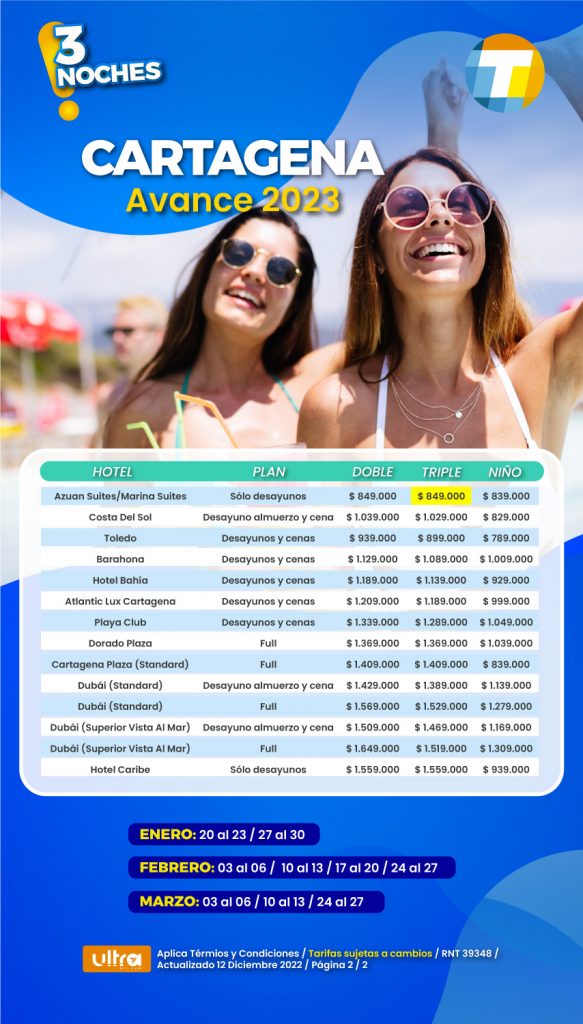 3
NOCHES
T
CARTAGENA
Avance 2023
HOTEL PLAN DOBLE TRIPLE NIÑO
Azuan Suites/Marina Suites Sólo desayunos $ 849.000 $ 849.000 $ 839.000
Costa Del Sol Desayuno almuerzo y cena $ 1.039.000 $ 1.029.000 $ 829.000
Toledo Desayunos y cenas $ 939.000 $ 899.000 $ 789.000
Barahona Desayunos y cenas $ 1.129.000 $ 1.089.000 $ 1.009.000
Hotel Bahía Desayunos y cenas $ 1.189.000 $ 1.139.000 $ 929.000
Atlantic Lux Cartagena Desayunos y cenas $ 1.209.000 $ 1.189.000 $ 999.000
Playa Club Desayunos y cenas $ 1.339.000 $ 1.289.000 $ 1.049.000
Dorado Plaza Full $ 1.369.000 $ 1.369.000 $ 1.039.000
Cartagena Plaza (Standard) Full $ 1.409.000 $ 1.409.000 $ 839.000
Dubái (Standard) Desayuno almuerzo y cena $ 1.429.000 $ 1.389.000 $ 1.139.000
Dubái (Standard) Full $ 1.569.000 $ 1.529.000 $ 1.279.000
Dubái (Superior Vista Al Mar) Desayuno almuerzo y cena $ 1.509.000 $ 1.469.000 $ 1.169.000
Dubái (Superior Vista Al Mar) Full $ 1.649.000 $ 1.519.000 $ 1.309.000
Hotel Caribe Sólo desayunos $ 1.559.000 $ 1.559.000 $ 939.000
ENERO: 20 al 23 / 27 al 30
FEBRERO: 03 al 06 / 10 al 13 / 17 al 20 / 24 al 27
MARZO: 03 al 06 / 10 al 13 / 24 al 27
ultra
Aplica Térmios y Condiciones / Tarifas sujetas a cambios / RNT 39348 /
Actualizado 12 Diciembre 2022 / Página 2 / 2